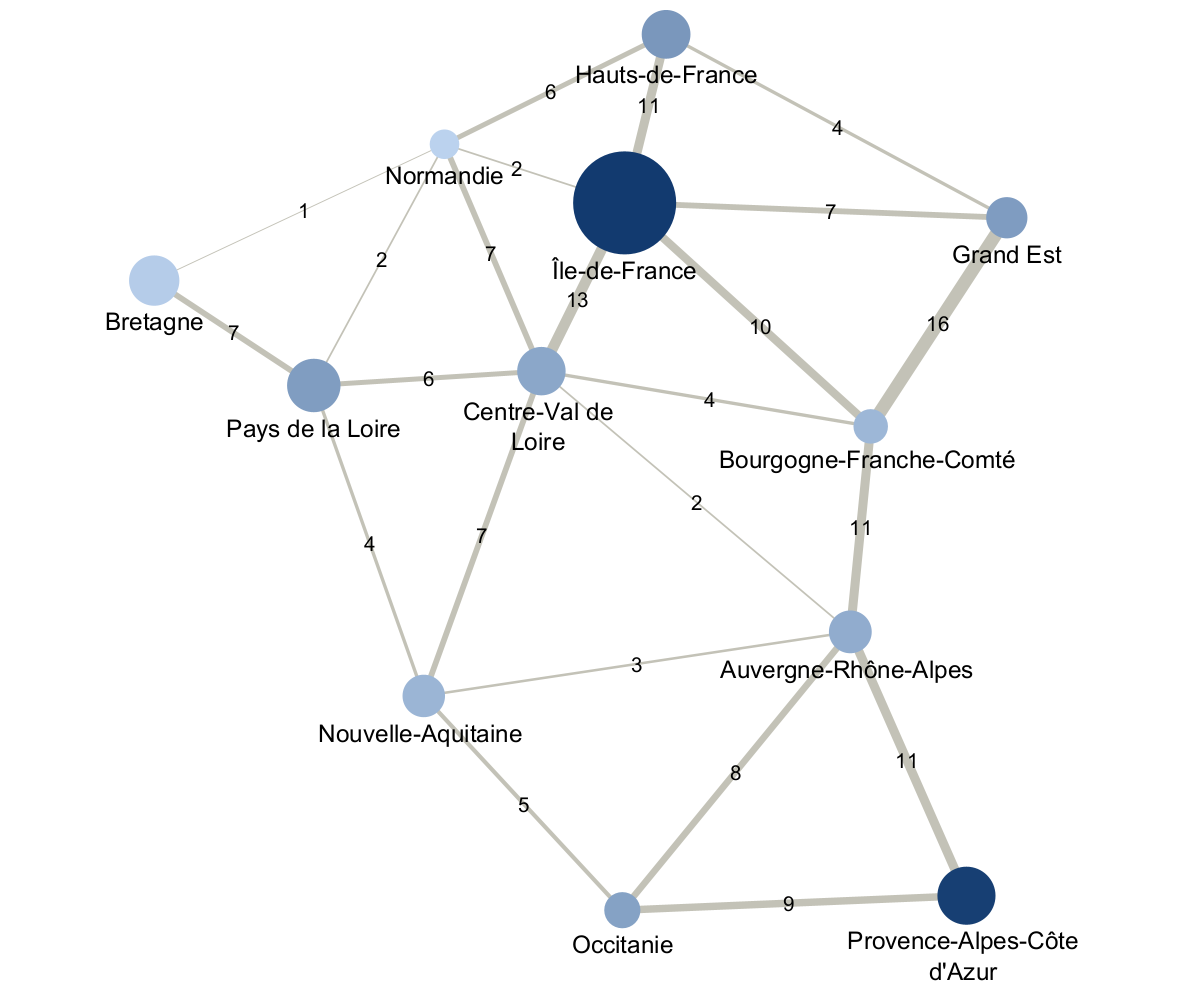 Hauts-de-France
6
11
4
Normandie
2
1
2
7
7
Île-de-France
Grand Est
13
Bretagne
7
10
16
6
4
Centre-Val de
Loire
Pays de la Loire
Bourgogne-Franche-Comté
2
4
7
11
3
Auvergne-Rhône-Alpes
Nouvelle-Aquitaine
8
11
5
9
Occitanie
Provence-Alpes-Côte
d'Azur